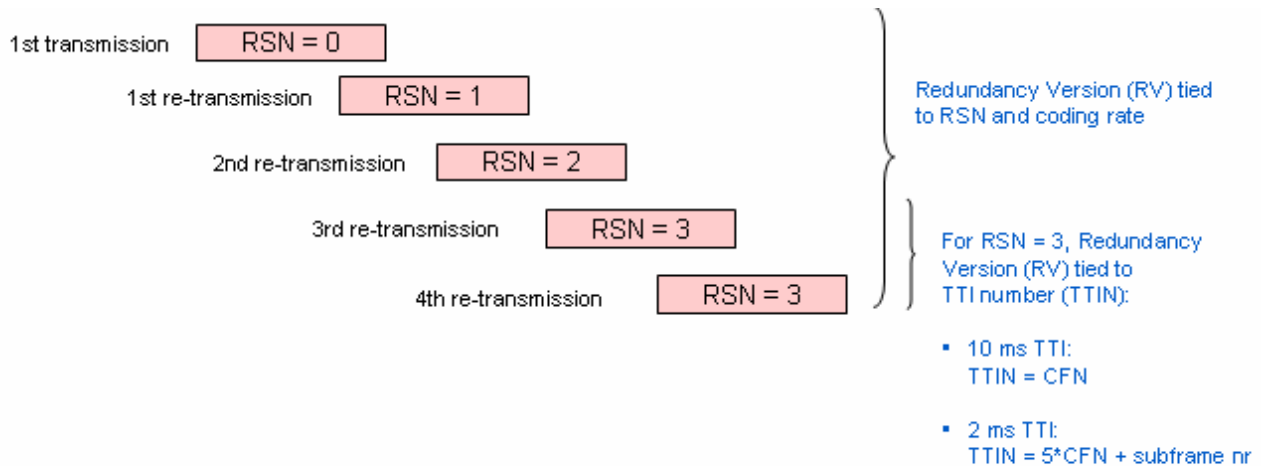 1st transmission
RSN = 0
1st re-transmission
RSN = 1
2nd re-transmission
RSN = 2
3rd re-transmission
RSN = 3
4th re-transmission
RSN = 3
Redundancy Version (RV) tied
to RSN and coding rate
For RSN = 3, Redundancy
Version (RV) tied to
TTI number (TTIN):
▪ 10 ms TTI:
TTIN = CFN
▪ 2 ms TTI:
TTIN = 5*CFN + subframe nr